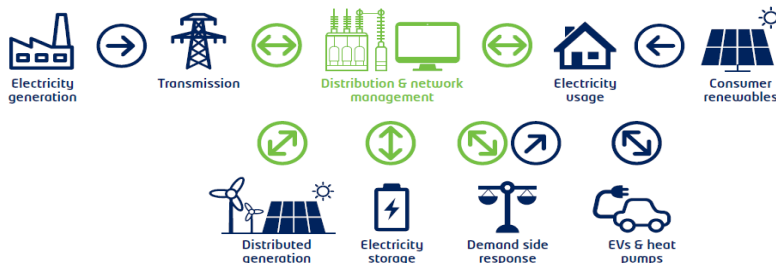 Electricity
generation
Transmission
Distribution & network
management
Electricity
usage
Consumer
renewables
Distributed
generation
Electricity
storage
Demand side
response
EVs & heat
pumps